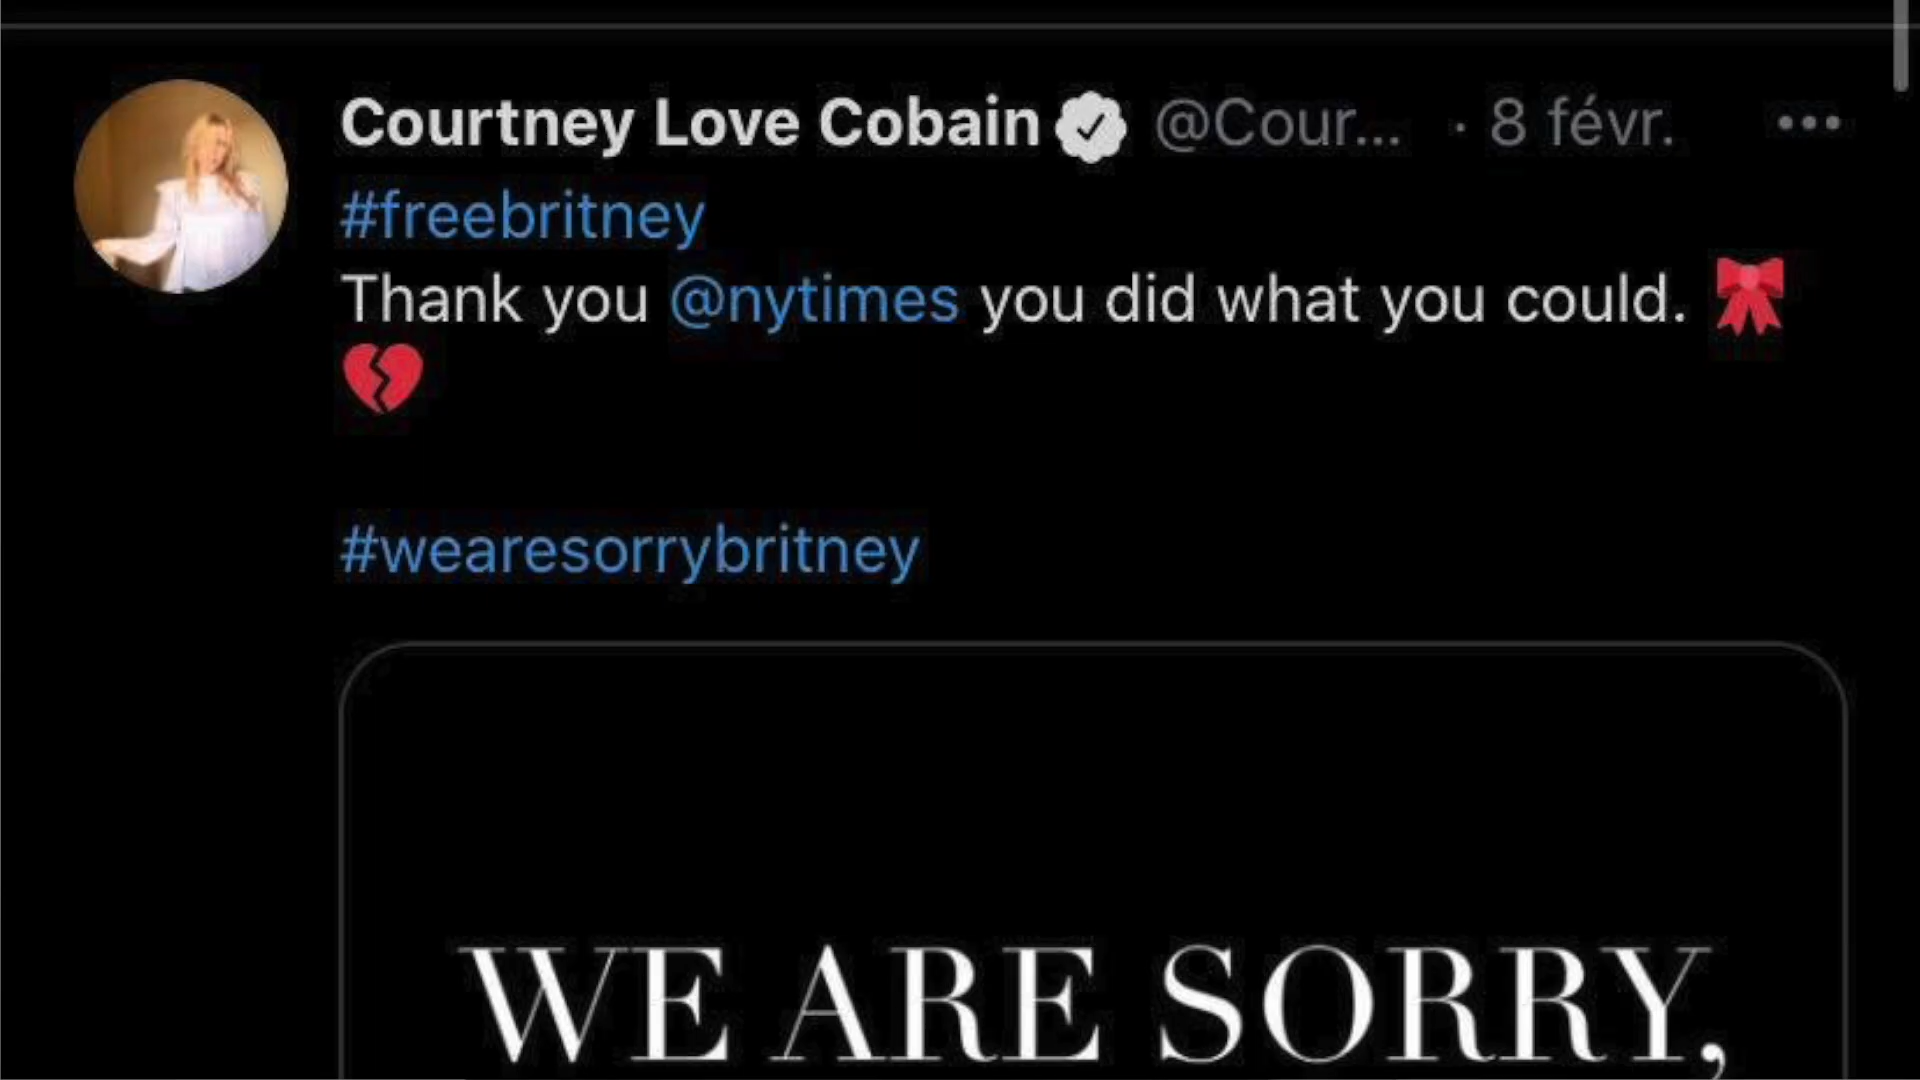 Courtney Love Cobain @Cour... · 8 févr.
#freebritney
Thank you @nytimes you did what you could. 🎀
💔
#wearesorrybritney
WE ARE SORRY,